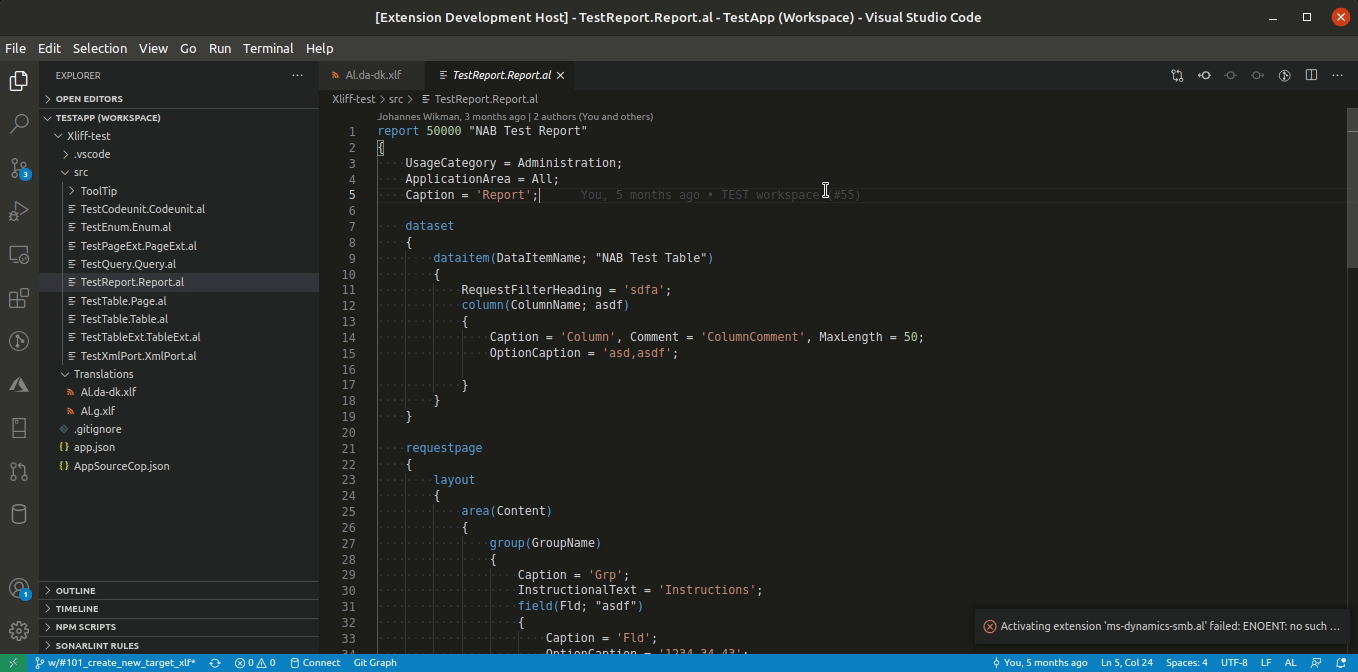 [Extension Development Host] - TestReport.Report.al - TestApp (Workspace) - Visual Studio Code
File Edit Selection View Go Run Terminal Help
EXPLORER
OPEN EDITORS
TESTAPP (WORKSPACE)
Xliff-test
.vscode
src
ToolTip
TestCodeunit.Codeunit.al
TestEnum.Enum.al
TestPageExt.PageExt.al
TestQuery.Query.al
TestReport.Report.al
TestTable.Page.al
TestTable.Table.al
TestTableExt.TableExt.al
TestXmlPort.XmlPort.al
Translations
Al.da-dk.xlf
Al.g.xlf
.gitignore
{} app.json
{} AppSourceCop.json
OUTLINE
TIMELINE
NPM SCRIPTS
SONARLINT RULES
3
1
Al.da-dk.xlf TestReport.Report.al
Xliff-test > src > TestReport.Report.al
Johannes Wikman, 3 months ago | 2 authors (You and others)
1 report 50000 "NAB Test Report"
2 {
3 UsageCategory = Administration;
4 ApplicationArea = All;
5 Caption = 'Report'; You, 5 months ago • TEST workspace (#55)
6
7 dataset
8 {
9 dataitem(DataItemName; "NAB Test Table")
10 {
11 RequestFilterHeading = 'sdfa';
12 column(ColumnName; asdf)
13 {
14 Caption = 'Column', Comment = 'ColumnComment', MaxLength = 50;
15 OptionCaption = 'asd,asdf';
16
17 }
18 }
19 }
20
21 requestpage
22 {
23 layout
24 {
25 area(Content)
26 {
27 group(GroupName)
28 {
29 Caption = 'Grp';
30 InstructionalText = 'Instructions';
31 field(Fld; "asdf")
32 {
33 Caption = 'Fld';
34 OptionCaption = '1234,34,43';
Activating extension 'ms-dynamics-smb.al' failed: ENOENT: no such ...
w/#101_create_new_target_xlf* 0 0 Connect Git Graph You, 5 months ago Ln 5, Col 24 Spaces: 4 UTF-8 LF AL